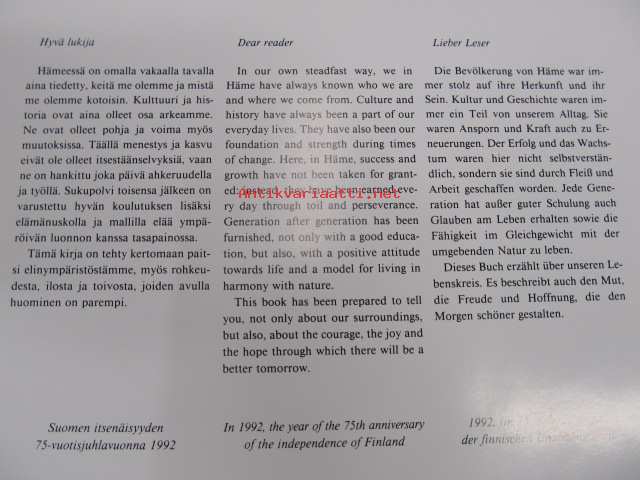 Hyvä lukija
Hämeessä on omalla vakaalla tavalla
aina tiedetty, keitä me olemme ja mistä
me olemme kotoisin. Kulttuuri ja his-
toria ovat aina olleet osa arkeamme.
Ne ovat olleet pohja ja voima myös
muutoksissa. Täällä menestys ja kasvu
eivät ole olleet itsestäänselvyksiä, vaan
ne on hankittu joka päivä ahkeruudella
ja työllä. Sukupolvi toisensa jälkeen on
varustettu hyvän koulutuksen lisäksi
elämänuskolla ja mallilla elää ympä-
röivän luonnon kanssa tasapainossa.
Tämä kirja on tehty kertomaan pait-
si elinympäristöstämme, myös rohkeu-
desta, ilosta ja toivosta, joiden avulla
huominen on parempi.
Suomen itsenäisyyden
75-vuotisjuhlavuonna 1992
Dear reader
In our own steadfast way, we in
Häme have always known who we are
and where we come from. Culture and
history have always been a part of our
everyday lives. They have also been our
foundation and strength during times
of change. Here, in Häme, success and
growth have not been taken for grant-
ed; instead, they have been earned eve-
ry day through toil and perseverance.
Generation after generation has been
furnished, not only with a good educa-
tion, but also, with a positive attitude
towards life and a model for living in
harmony with nature.
This book has been prepared to tell
you, not only about our surroundings,
but also, about the courage, the joy and
the hope through which there will be a
better tomorrow.
In 1992, the year of the 75th anniversary
of the independence of Finland
Lieber Leser
Die Bevölkerung von Häme war im-
mer stolz auf ihre Herkunft und ihr
Sein. Kultur und Geschichte waren im-
mer ein Teil von unserem Alltag. Sie
waren Ansporn und Kraft auch zu Er-
neuerungen. Der Erfolg und das Wachs-
tum waren hier nicht selbstverständ-
lich, sondern sie sind durch Fleiß und
Arbeit geschaffen worden. Jede Gene-
ration hat außer guter Schulung auch
Glauben am Leben erhalten sowie die
Fähigkeit im Gleichgewicht mit der
umgebenden Natur zu leben.
Dieses Buch erzählt über unseren Le-
benskreis. Es beschreibt auch den Mut,
die Freude und Hoffnung, die den
Morgen schöner gestalten.
1992, im
der finnischen
Antikvariaatti.net